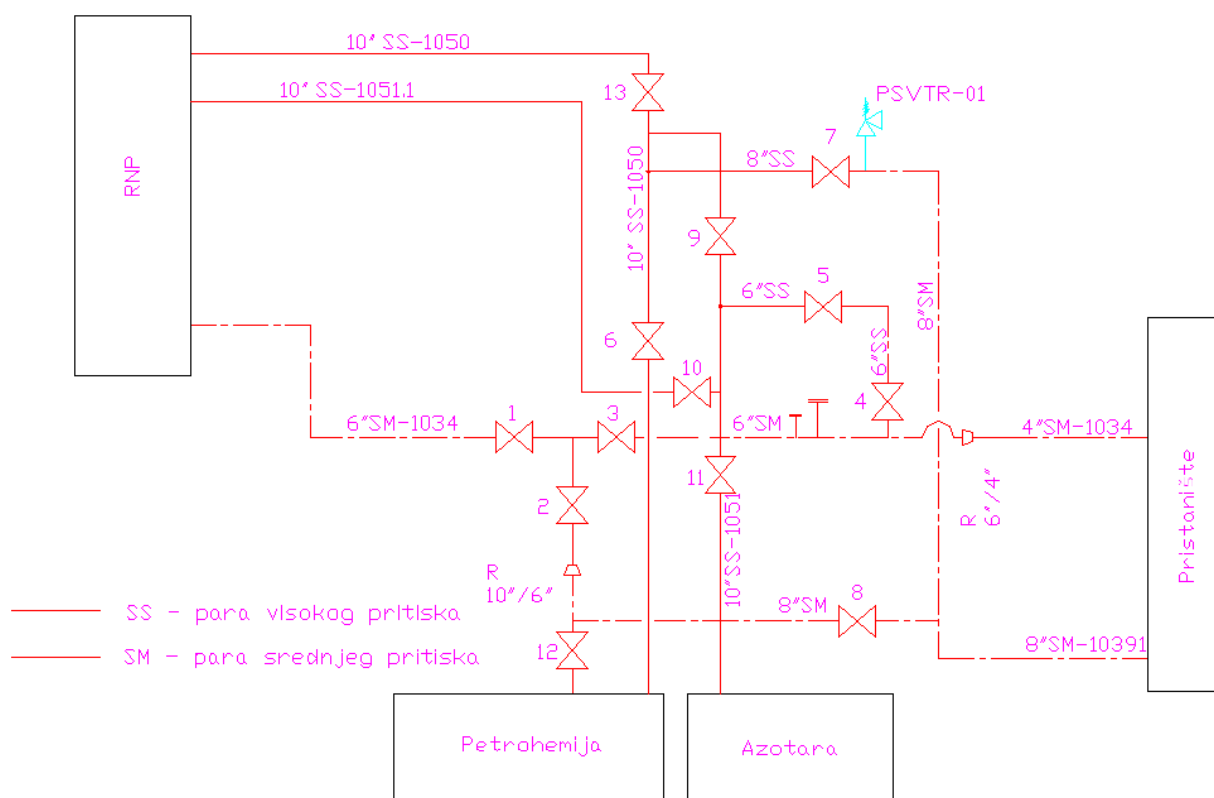 10" SS-1050
10" SS-1051.1
13
PSVTR-01
7
8"SS
RNP
10" SS-1050
9
5
6"SS
8"SM
6
6"SS
10
4
1
3
6"SM-1034
6"SM
4"SM-1034
11
2
R
6"/4"
Pristanište
R
10"/6"
10"SS-1051
8"SM
8
SS - para visokog pritiska
12
8"SM-10391
SM - para srednjeg pritiska
Petrohemija
Azotara